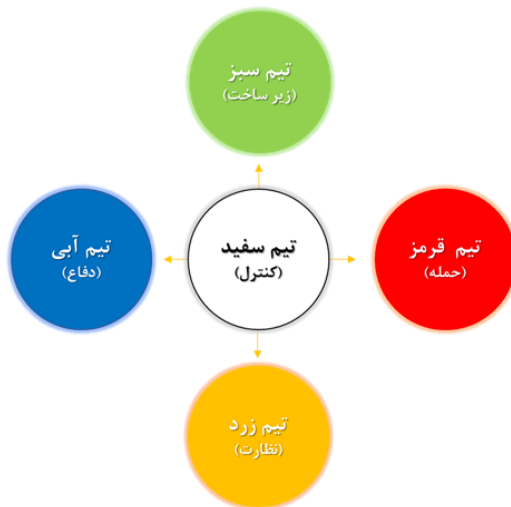 تیم سبز
(زیر ساخت)
تیم آبی
(دفاع)
تیم سفید
(کنترل)
تیم قرمز
(حمله)
تیم زرد
(نظارت)